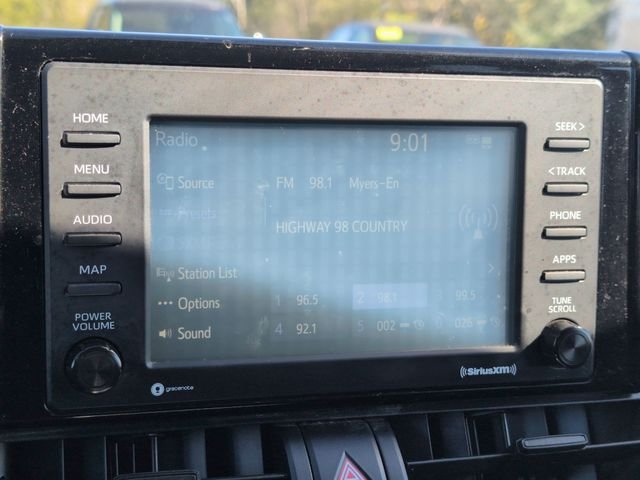 HOME
MENU
AUDIO
MAP
POWER
VOLUME
Radio 9:01
Source FM 98.1 Myers-En
Presets
HIGHWAY 98 COUNTRY
Station List
Options 1 96.5 2 98.1 3 99.5
Sound 4 92.1 5 002 6 026
SEEK >
< TRACK
PHONE
APPS
TUNE
SCROLL
gracenote
((SiriusXM))